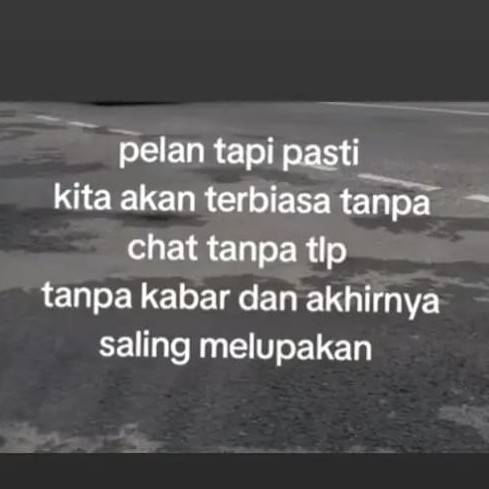 pelan tapi pasti
kita akan terbiasa tanpa
chat tanpa tlp
tanpa kabar dan akhirnya
saling melupakan